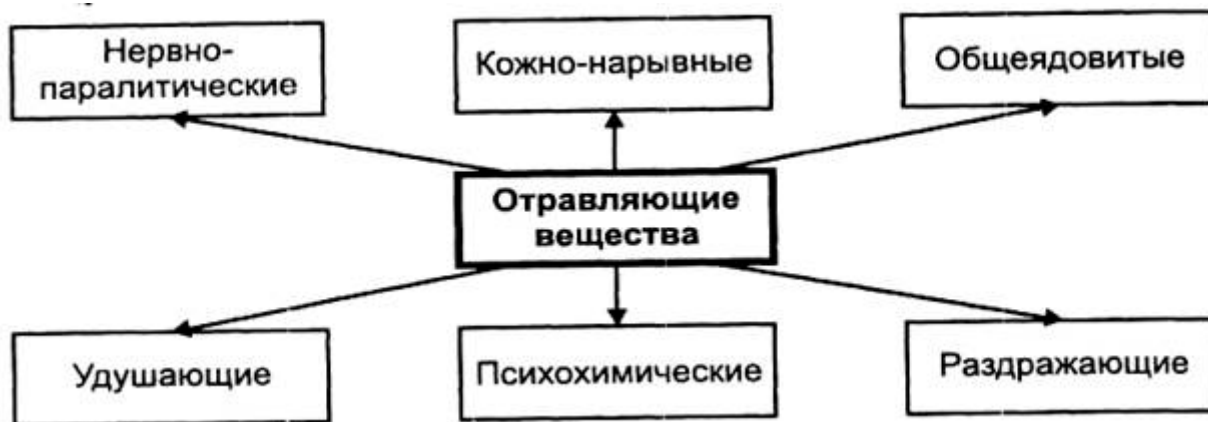 Нервно-
паралитические
Кожно-нарывные
Общеядовитые
Отравляющие
вещества
Удушающие
Психохимические
Раздражающие